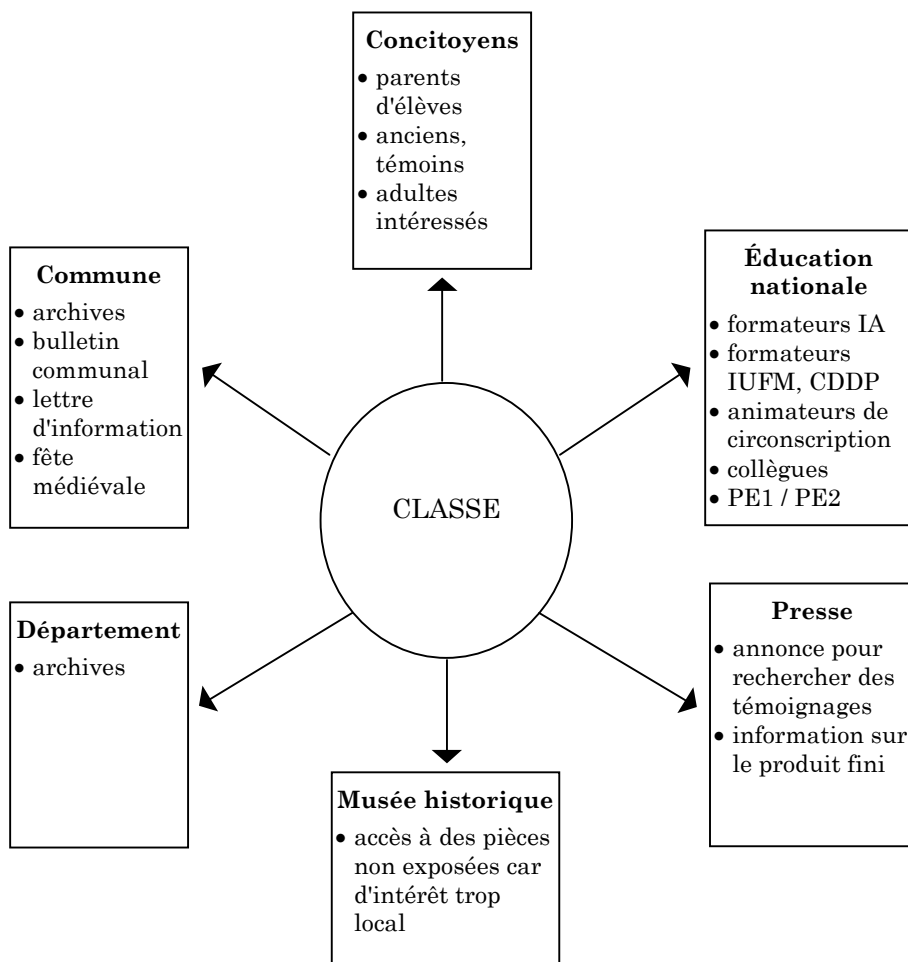 Concitoyens
• parents
d'élèves
• anciens,
témoins
• adultes
intéressés
Commune
• archives
• bulletin
communal
• lettre
d'information
• fête
médiévale
Éducation
nationale
• formateurs IA
• formateurs
IUFM, CDDP
• animateurs de
circonscription
• collègues
• PE1 / PE2
CLASSE
Département
• archives
Presse
• annonce pour
rechercher des
témoignages
• information sur
le produit fini
Musée historique
• accès à des pièces
non exposées car
d'intérêt trop
local